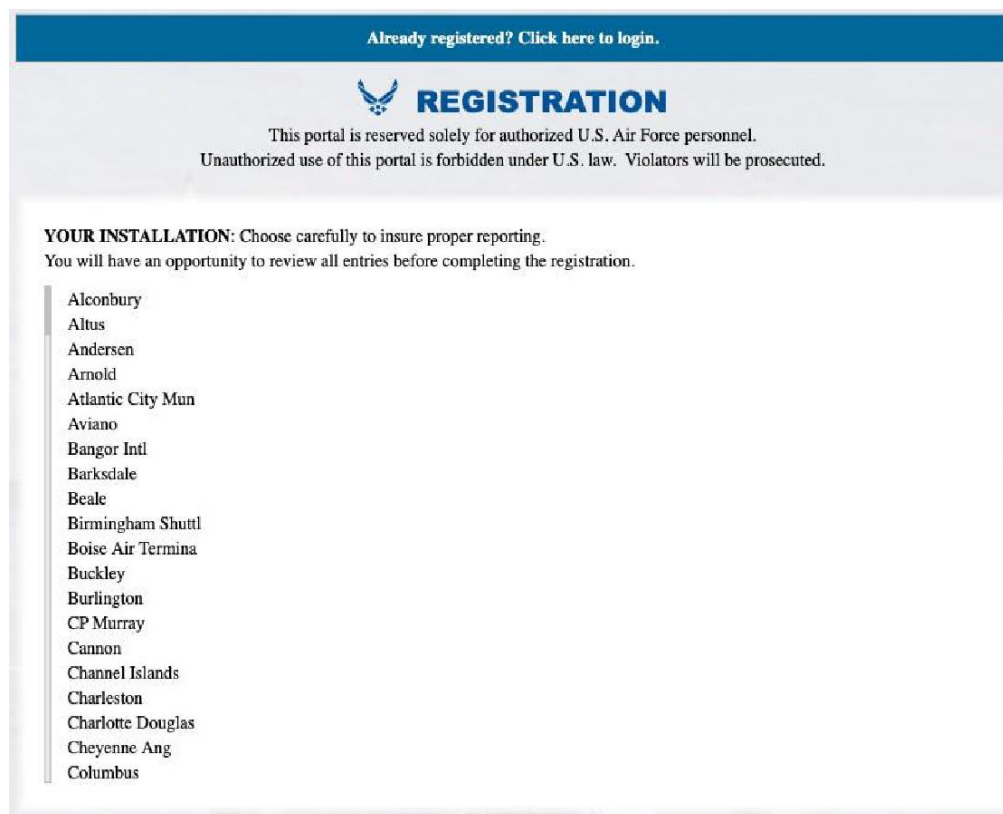 Already registered? Click here to login.
REGISTRATION
This portal is reserved solely for authorized U.S. Air Force personnel.
Unauthorized use of this portal is forbidden under U.S. law. Violators will be prosecuted.
YOUR INSTALLATION: Choose carefully to insure proper reporting.
You will have an opportunity to review all entries before completing the registration.
Alconbury
Altus
Andersen
Arnold
Atlantic City Mun
Aviano
Bangor Intl
Barksdale
Beale
Birmingham Shuttl
Boise Air Termina
Buckley
Burlington
CP Murray
Cannon
Channel Islands
Charleston
Charlotte Douglas
Cheyenne Ang
Columbus